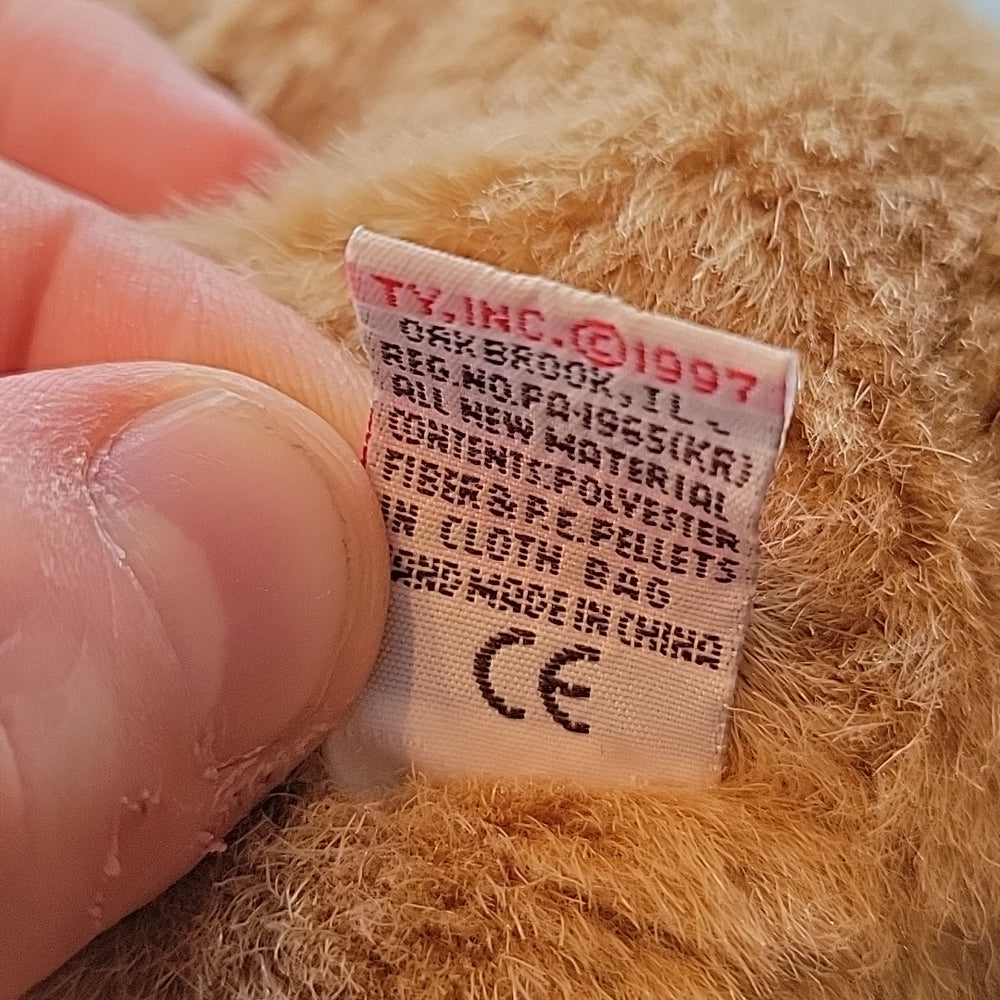 TY,INC.©1997
OAKBROOK,IL.
REG.NO.PA-1965(KR)
ALL NEW MATERIAL
CONTENTS:POLYESTER
FIBER & P.E.PELLETS
IN CLOTH BAG
HAND MADE IN CHINA
CE